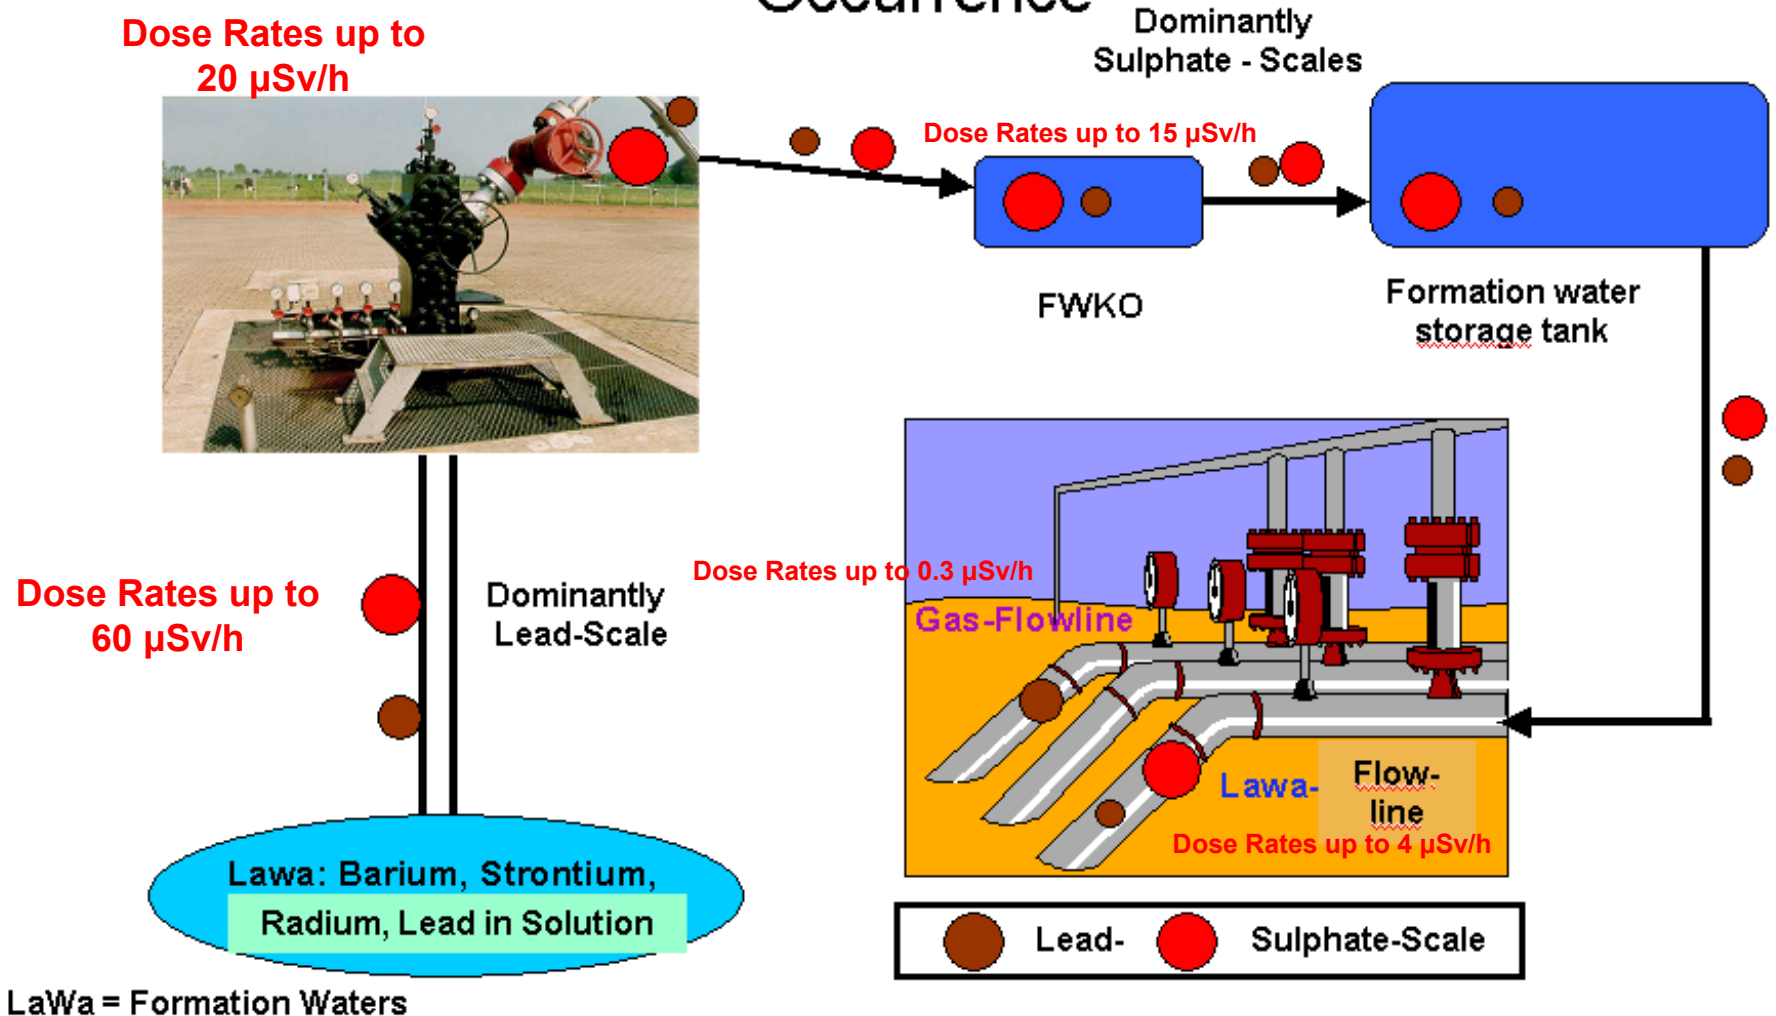 Occurrence
Dose Rates up to
20 µSv/h
Dominantly
Sulphate - Scales
Dose Rates up to 15 µSv/h
FWKO
Formation water
storage tank
Dose Rates up to
60 µSv/h
Dominantly
Lead-Scale
Dose Rates up to 0.3 µSv/h
Gas-Flowline
Lawa-
Flow-
line
Dose Rates up to 4 µSv/h
Lawa: Barium, Strontium,
Radium, Lead in Solution
Lead-
Sulphate-Scale
LaWa = Formation Waters